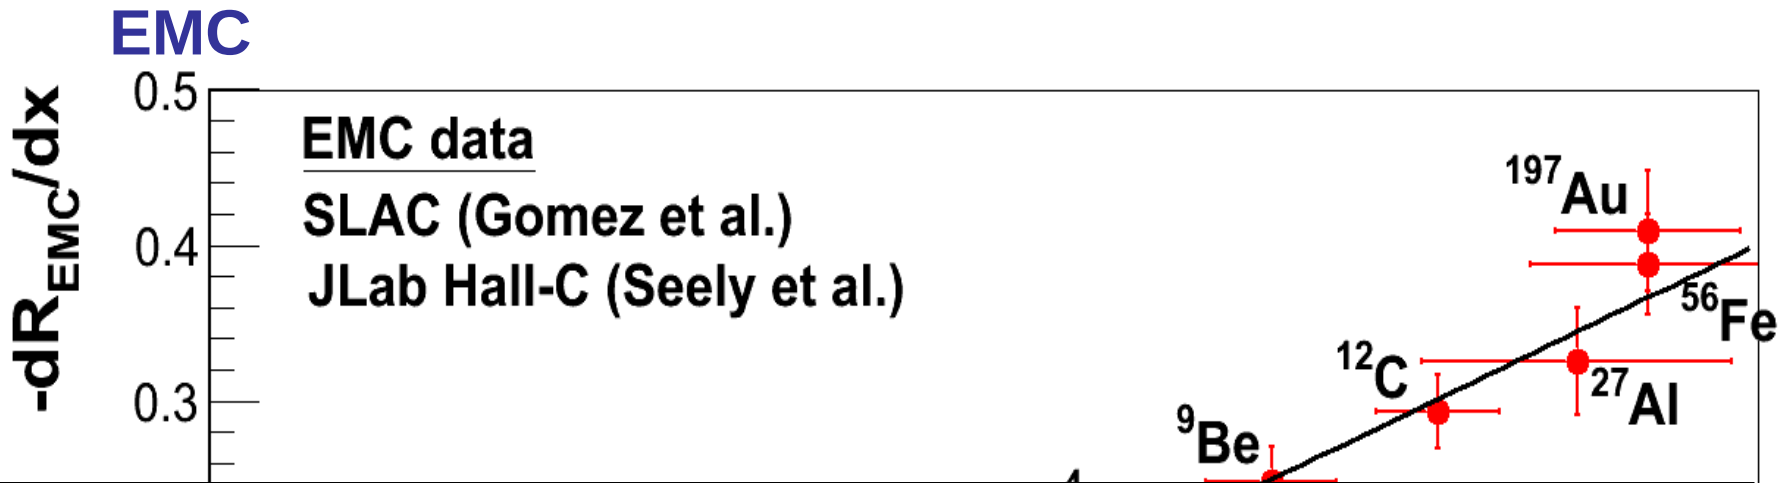 EMC
-dR_EMC/dx
0.5
0.4
0.3
EMC data
SLAC (Gomez et al.)
JLab Hall-C (Seely et al.)
197Au
56Fe
27Al
12C
9Be
4